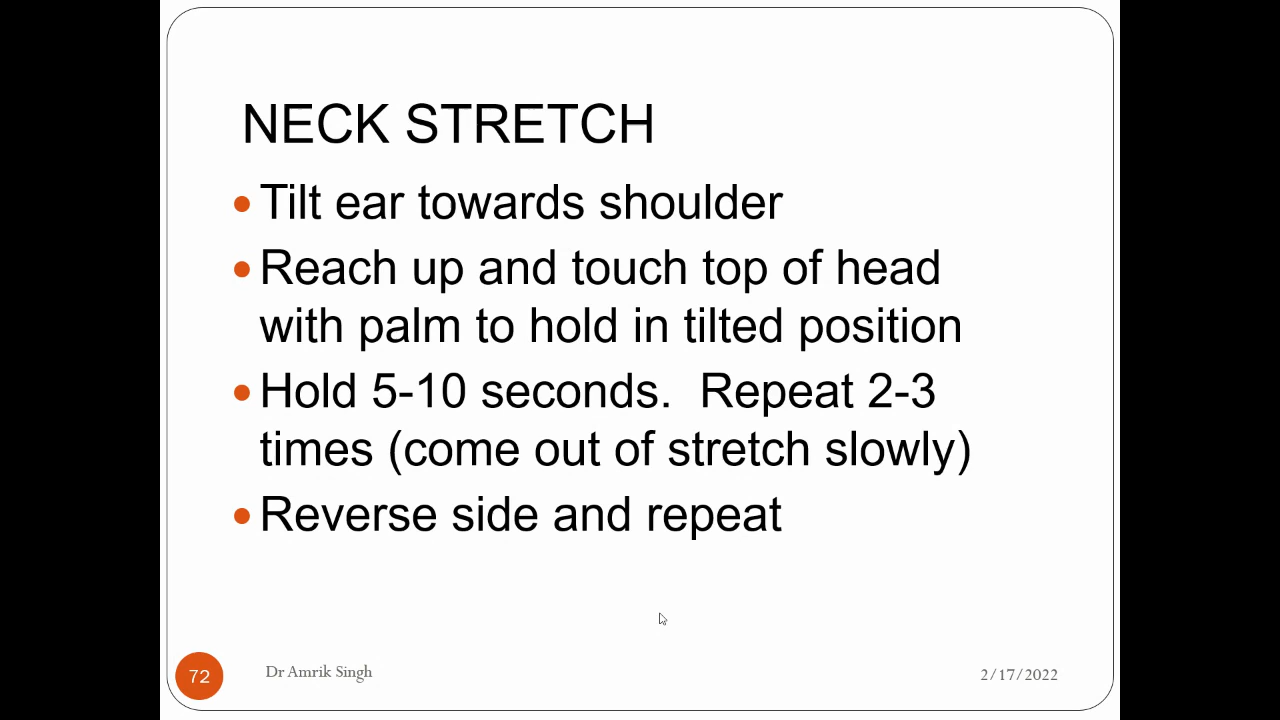 NECK STRETCH
Tilt ear towards shoulder
Reach up and touch top of head
with palm to hold in tilted position
Hold 5-10 seconds.  Repeat 2-3
times (come out of stretch slowly)
Reverse side and repeat
72
Dr Amrik Singh
2/17/2022